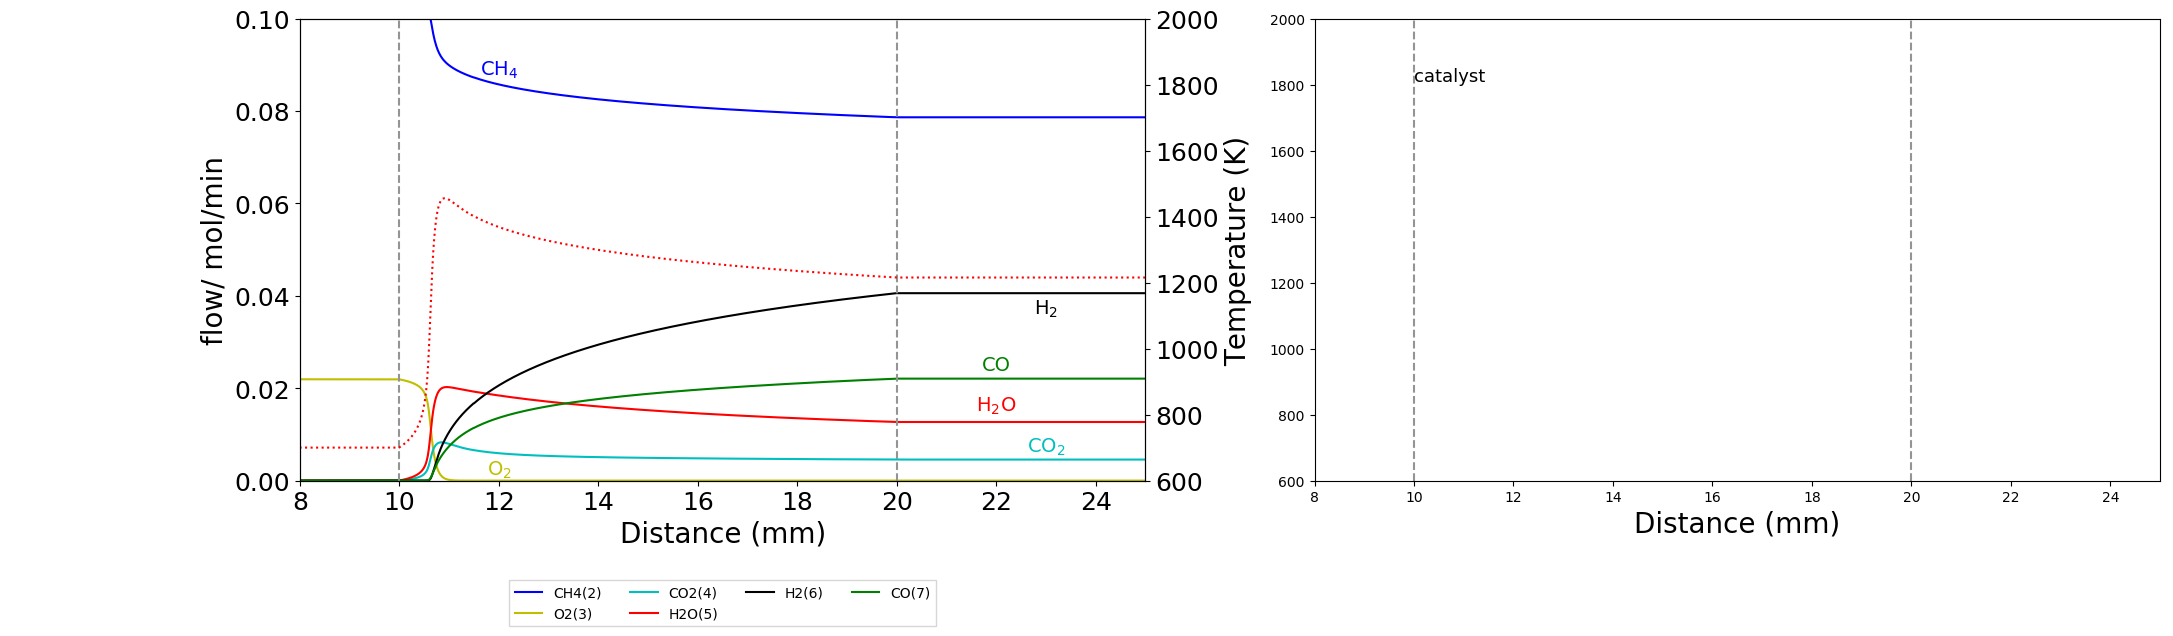 0.10
0.08
0.06
0.04
0.02
0.00
flow/ mol/min
8 10 12 14 16 18 20 22 24
Distance (mm)
2000
1800
1600
1400
1200
1000
800
600
Temperature (K)
CH4
H2
CO
H2O
CO2
O2
CH4(2) CO2(4) H2(6) CO(7)
O2(3) H2O(5)
2000
1800
1600
1400
1200
1000
800
600
catalyst
8 10 12 14 16 18 20 22 24
Distance (mm)